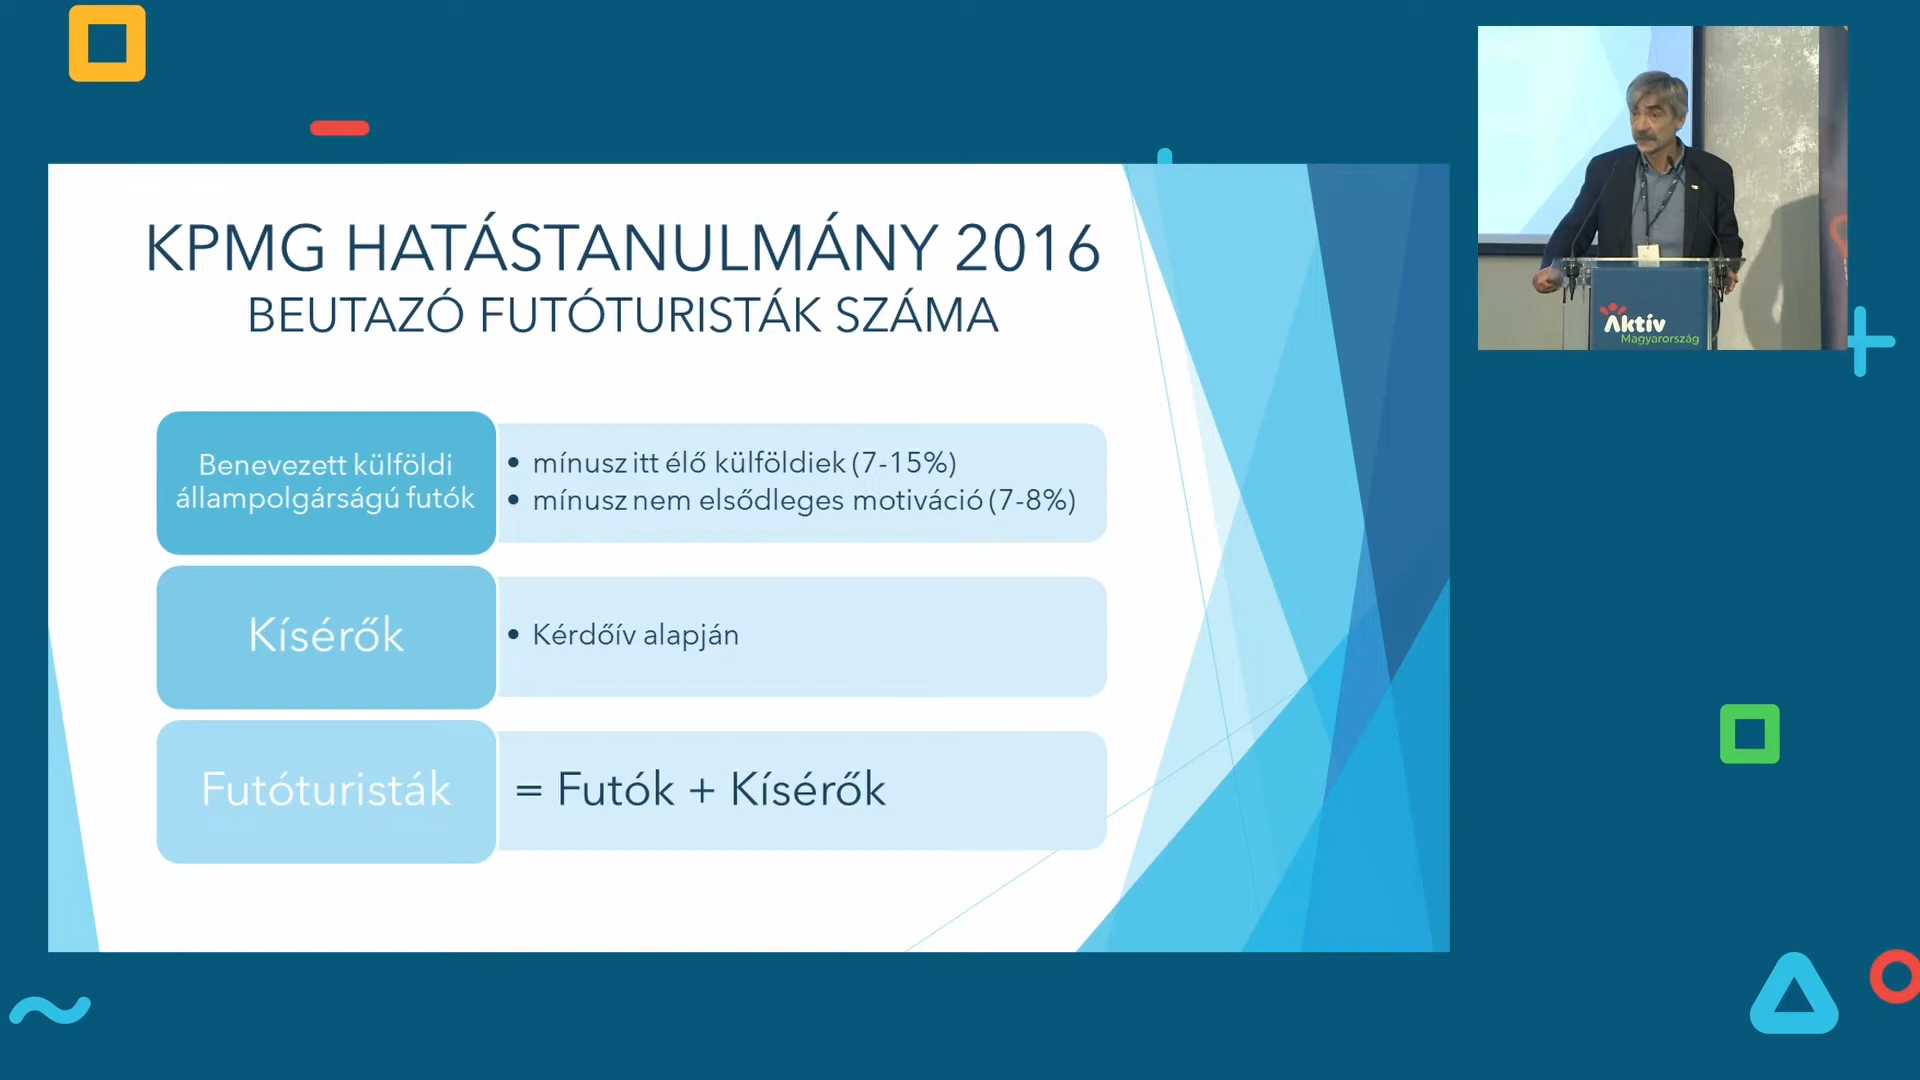 KPMG HATÁSTANULMÁNY 2016
BEUTAZÓ FUTÓTURISTÁK SZÁMA
Benevezett külföldi
állampolgárságú futók
• mínusz itt élő külföldiek (7-15%)
• mínusz nem elsődleges motiváció (7-8%)
Kísérők
• Kérdőív alapján
Futóturisták
= Futók + Kísérők
Aktív
Magyarország